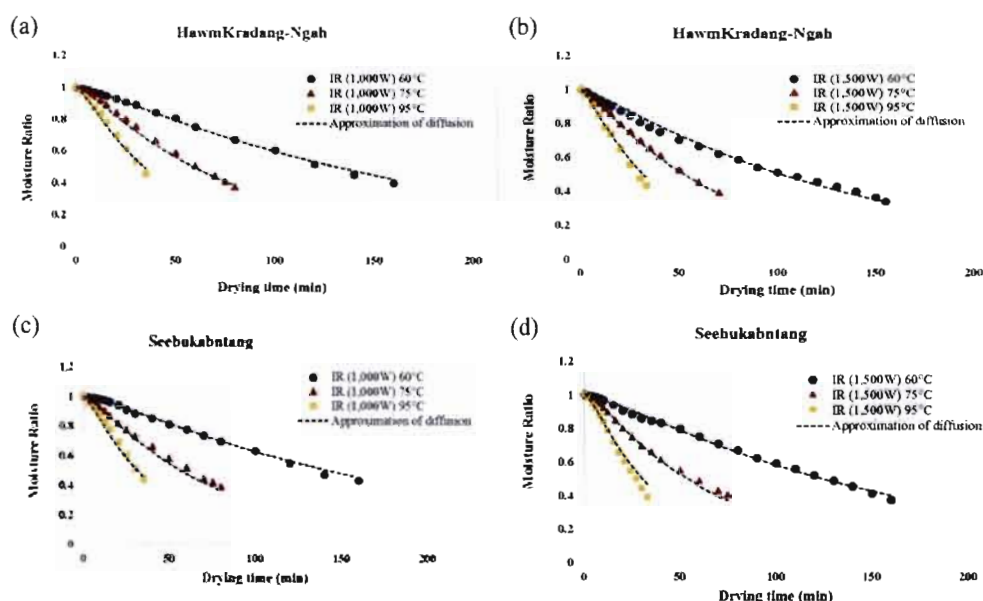 (a)
HawmKradang-Ngah
1.2
1
0.8
0.6
0.4
0.2
0
Moisture Ratio
IR (1,000W) 60°C
IR (1,000W) 75°C
IR (1,000W) 95°C
Approximation of diffusion
0 50 100 150 200
Drying time (min)
(b)
HawmKradang-Ngah
1.2
1
0.8
0.6
0.4
0.2
0
Moisture Ratio
IR (1,500W) 60°C
IR (1,500W) 75°C
IR (1,500W) 95°C
Approximation of diffusion
0 50 100 150 200
Drying time (min)
(c)
Seebukabntang
1.2
1
0.8
0.6
0.4
0.2
0
Moisture Ratio
IR (1,000W) 60°C
IR (1,000W) 75°C
IR (1,000W) 95°C
Approximation of diffusion
0 50 100 150 200
Drying time (min)
(d)
Seebukabntang
1.2
1
0.8
0.6
0.4
0.2
0
Moisture Ratio
IR (1,500W) 60°C
IR (1,500W) 75°C
IR (1,500W) 95°C
Approximation of diffusion
0 50 100 150 200
Drying time (min)